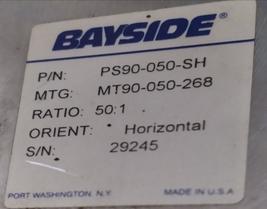 BAYSIDE®
P/N: PS90-050-SH
MTG: MT90-050-268
RATIO: 50:1
ORIENT: Horizontal
S/N: 29245
PORT WASHINGTON, N.Y. MADE IN U.S.A